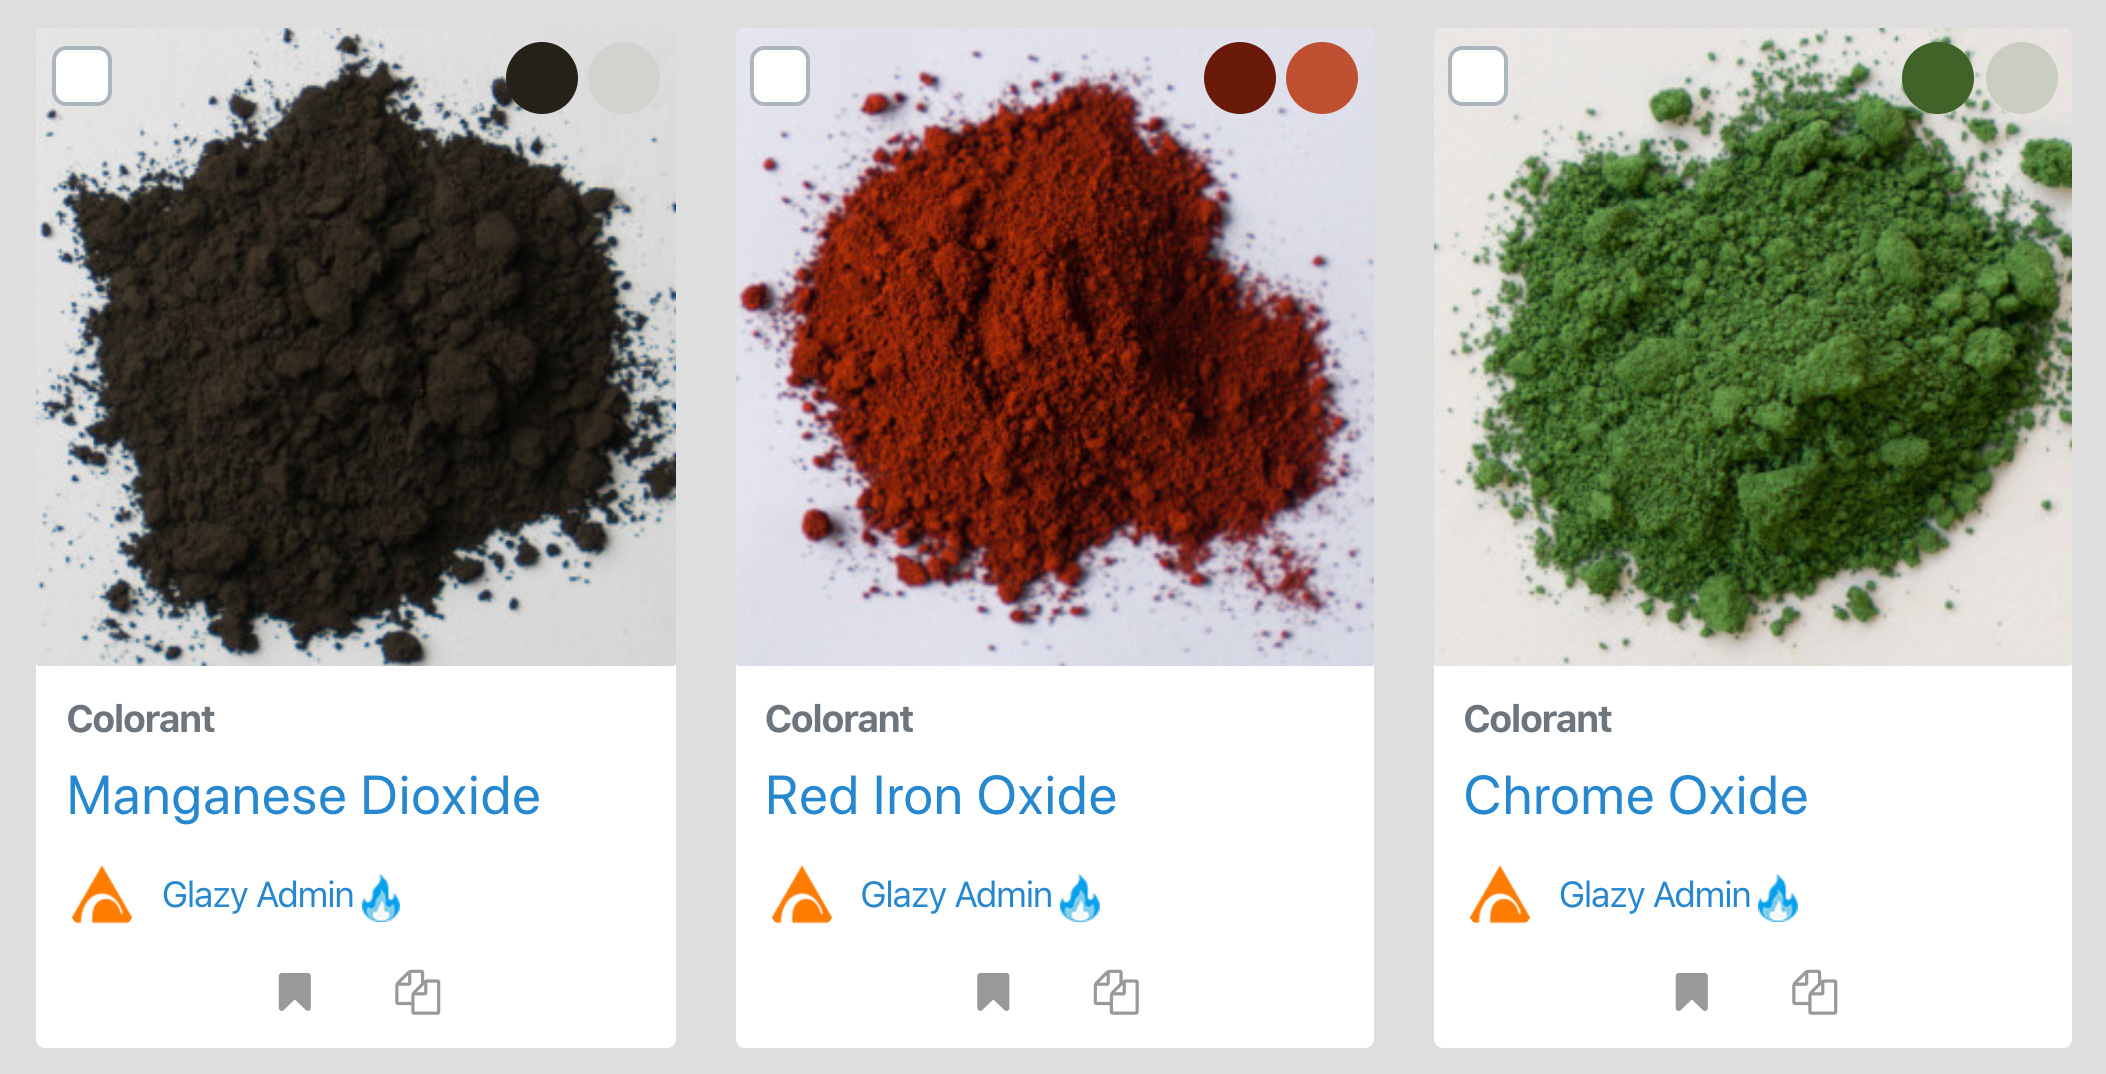 Colorant
Manganese Dioxide
Glazy Admin
Colorant
Red Iron Oxide
Glazy Admin
Colorant
Chrome Oxide
Glazy Admin